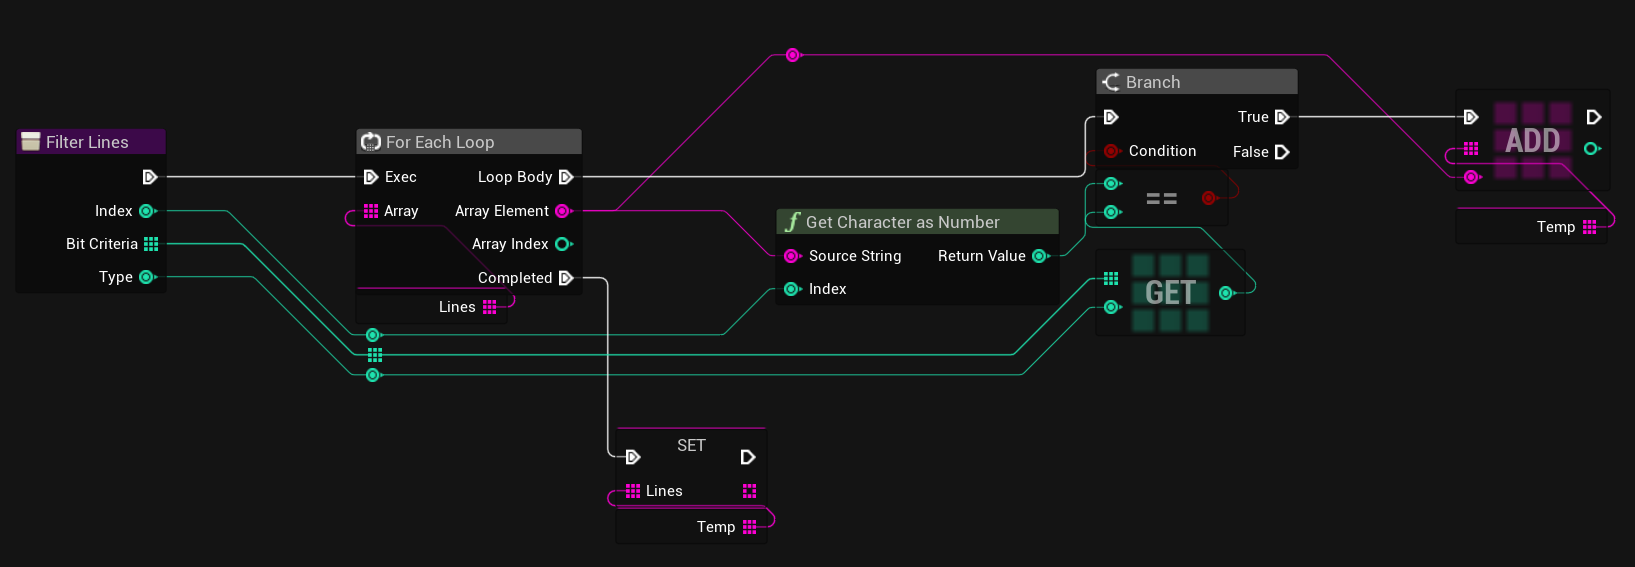 Filter Lines
Index
Bit Criteria
Type
For Each Loop
Exec
Loop Body
Array
Array Element
Array Index
Completed
Lines
Get Character as Number
Source String
Return Value
Index
Branch
True
Condition
False
==
GET
ADD
Temp
SET
Lines
Temp